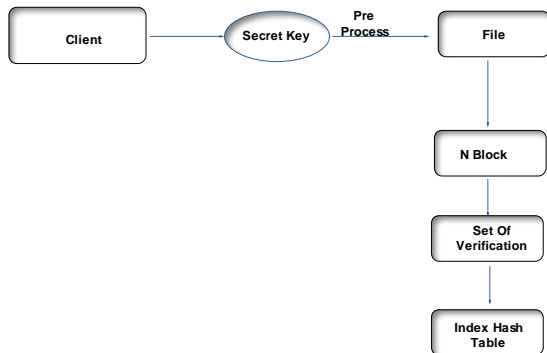 Client
Secret Key
Pre
Process
File
N Block
Set Of
Verification
Index Hash
Table